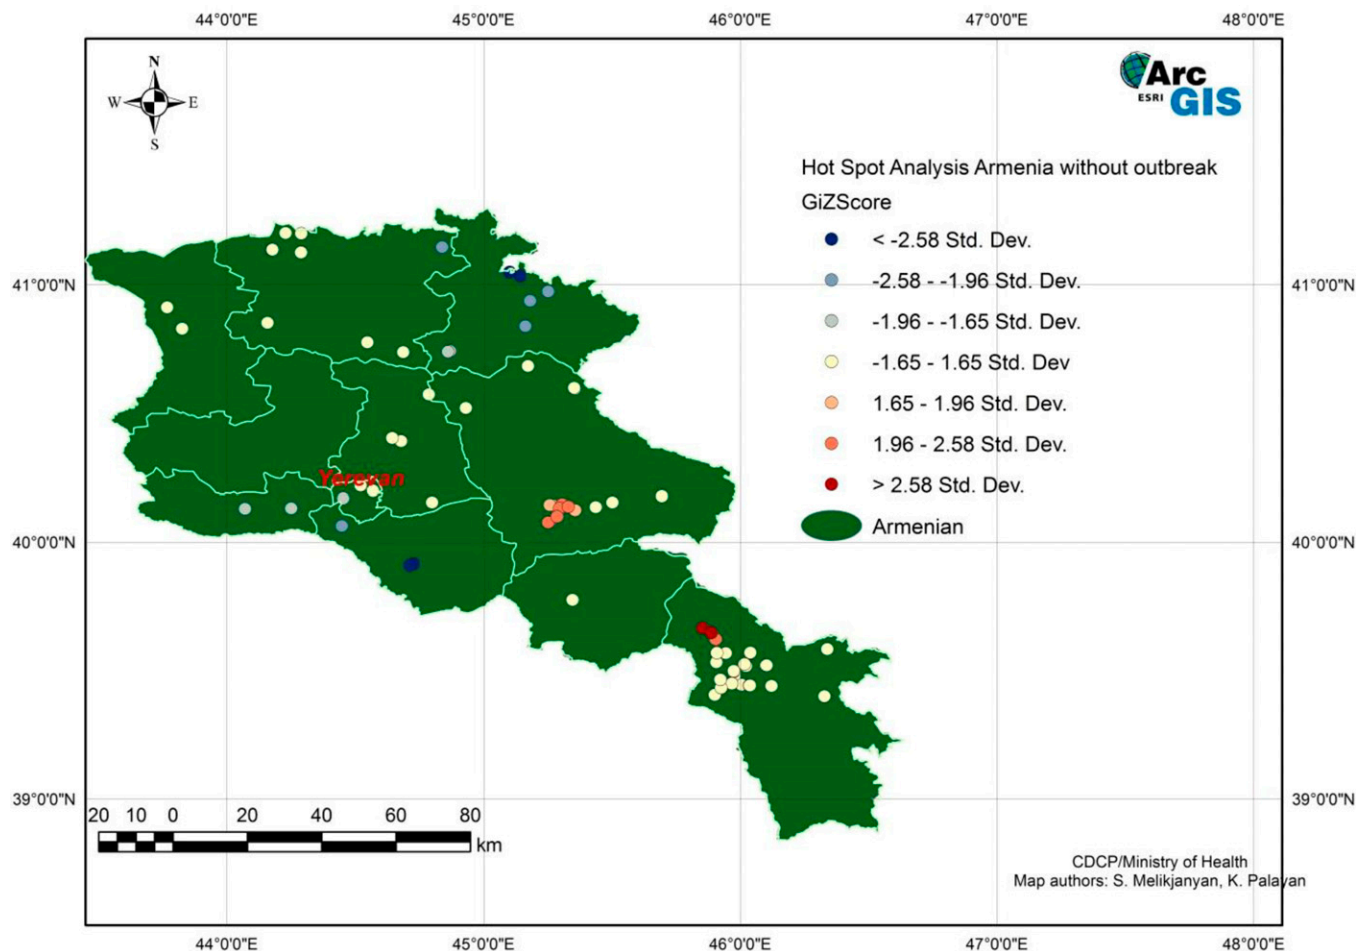 44°0'0"E 45°0'0"E 46°0'0"E 47°0'0"E 48°0'0"E
N
W E
S
Arc
ESRI GIS
Hot Spot Analysis Armenia without outbreak
GiZScore
< -2.58 Std. Dev.
41°0'0"N 41°0'0"N
-2.58 - -1.96 Std. Dev.
-1.96 - -1.65 Std. Dev.
-1.65 - 1.65 Std. Dev
1.65 - 1.96 Std. Dev.
1.96 - 2.58 Std. Dev.
Yerevan
> 2.58 Std. Dev.
Armenian
40°0'0"N 40°0'0"N
39°0'0"N 39°0'0"N
20 10 0 20 40 60 80
km
CDCP/Ministry of Health
Map authors: S. Melikjanyan, K. Palayan
44°0'0"E 45°0'0"E 46°0'0"E 47°0'0"E 48°0'0"E